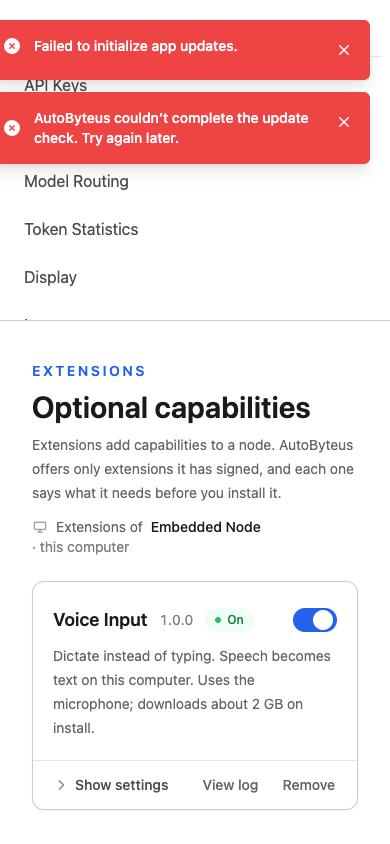 Failed to initialize app updates.
API Keys
AutoByteus couldn’t complete the update
check. Try again later.
Model Routing
Token Statistics
Display
EXTENSIONS
Optional capabilities
Extensions add capabilities to a node. AutoByteus
offers only extensions it has signed, and each one
says what it needs before you install it.
Extensions of Embedded Node
· this computer
Voice Input 1.0.0 On
Dictate instead of typing. Speech becomes
text on this computer. Uses the
microphone; downloads about 2 GB on
install.
Show settings View log Remove